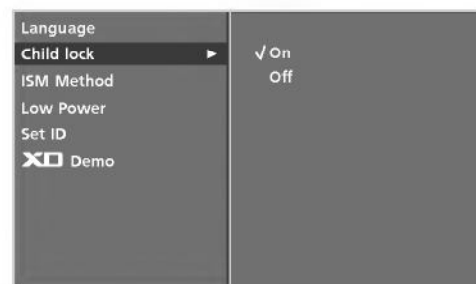 Language
Child lock ►
√ On
Off
ISM Method
Low Power
Set ID
XD Demo